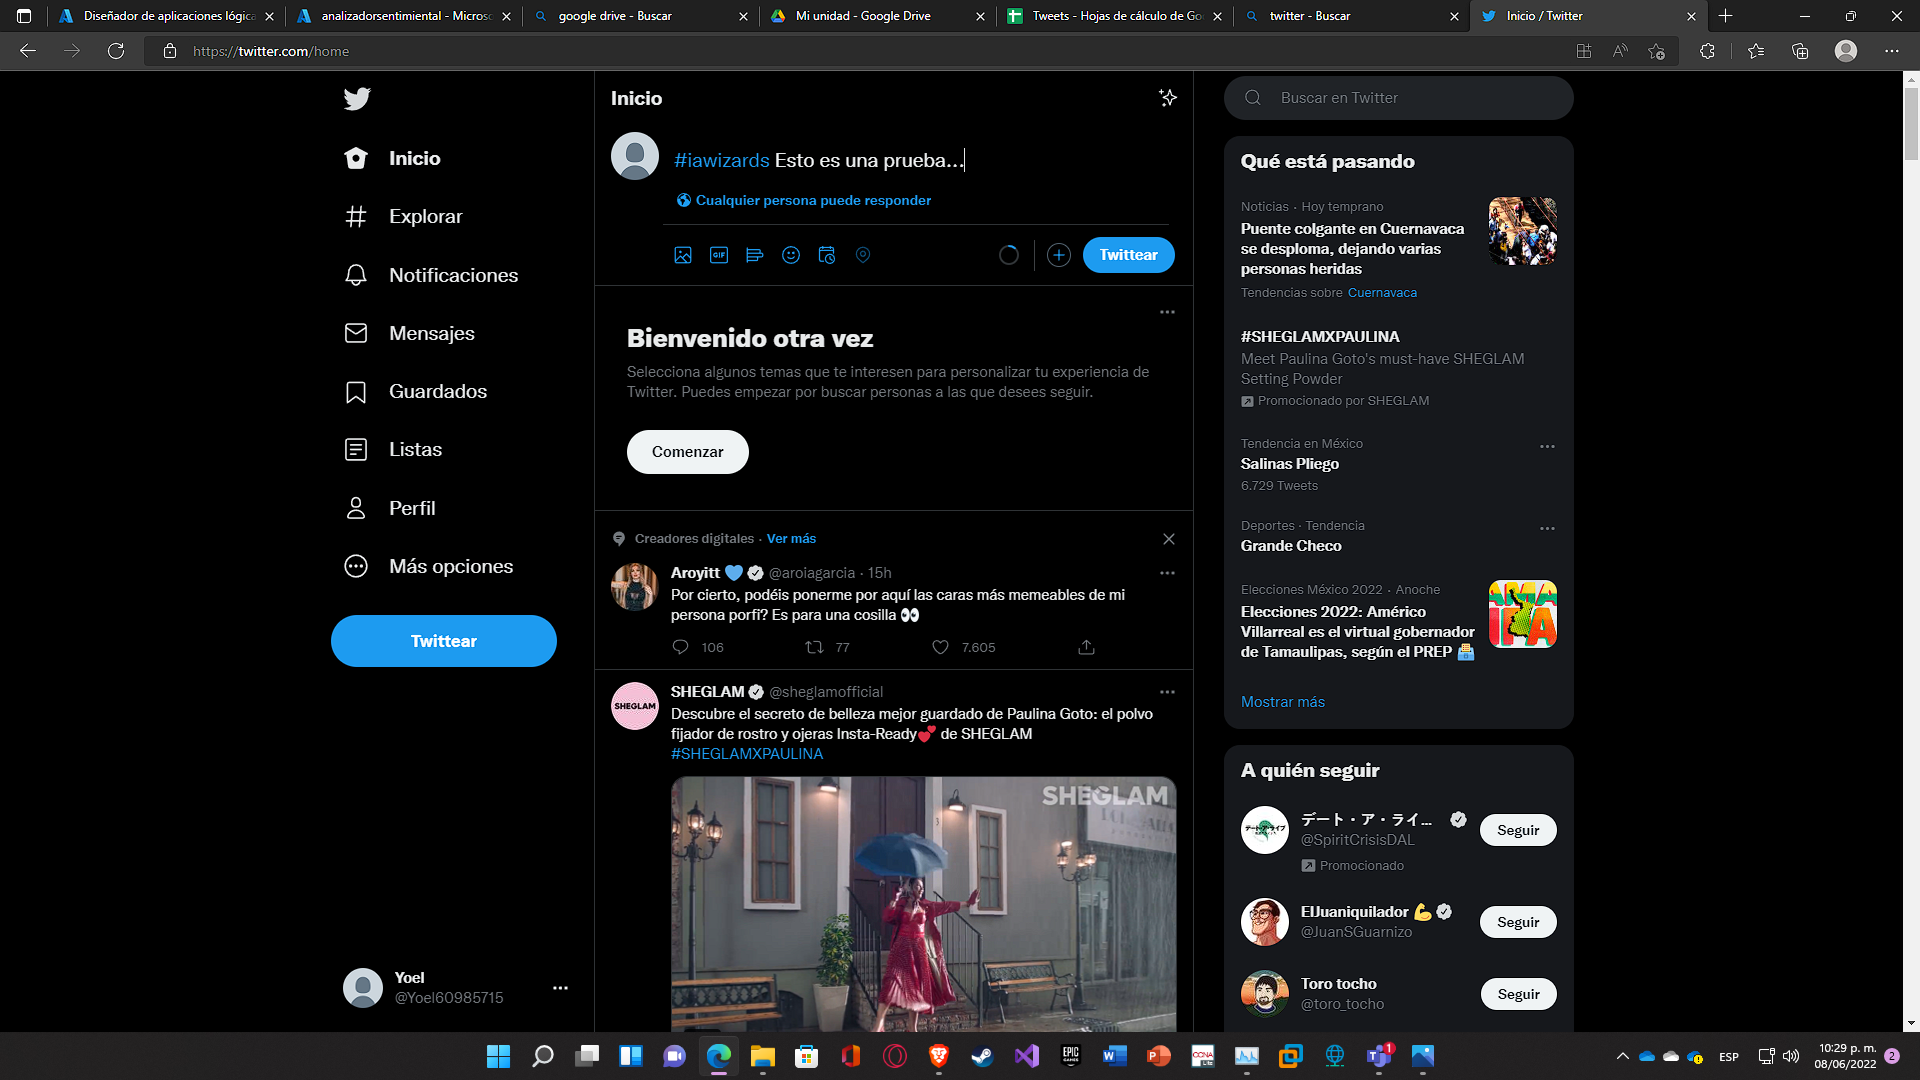 Diseñador de aplicaciones lógica
analizadorsentimiental - Microso
google drive - Buscar
Mi unidad - Google Drive
Tweets - Hojas de cálculo de Go
twitter - Buscar
Inicio / Twitter
https://twitter.com/home
Inicio
Explorar
Notificaciones
Mensajes
Guardados
Listas
Perfil
Más opciones
Twittear
Yoel
@Yoel60985715
Inicio
#iawizards Esto es una prueba...
Cualquier persona puede responder
GIF
Twittear
Bienvenido otra vez
Selecciona algunos temas que te interesen para personalizar tu experiencia de
Twitter. Puedes empezar por buscar personas a las que desees seguir.
Comenzar
Creadores digitales · Ver más
Aroyitt @aroiagarcia · 15h
Por cierto, podéis ponerme por aquí las caras más memeables de mi
persona porfi? Es para una cosilla
106 77 7.605
SHEGLAM
SHEGLAM @sheglamofficial
Descubre el secreto de belleza mejor guardado de Paulina Goto: el polvo
fijador de rostro y ojeras Insta-Ready de SHEGLAM
#SHEGLAMXPAULINA
SHEGLAM
Buscar en Twitter
Qué está pasando
Noticias · Hoy temprano
Puente colgante en Cuernavaca
se desploma, dejando varias
personas heridas
Tendencias sobre Cuernavaca
#SHEGLAMXPAULINA
Meet Paulina Goto's must-have SHEGLAM
Setting Powder
Promocionado por SHEGLAM
Tendencia en México
Salinas Pliego
6.729 Tweets
Deportes · Tendencia
Grande Checo
Elecciones México 2022 · Anoche
Elecciones 2022: Américo
Villarreal es el virtual gobernador
de Tamaulipas, según el PREP
Mostrar más
A quién seguir
デート・ア・ライ...
@SpiritCrisisDAL
Seguir
Promocionado
ElJuaniquilador
@JuanSGuarnizo
Seguir
Toro tocho
@toro_tocho
Seguir
EPIC
GAMES
CCNA
1
ESP
10:29 p. m.
08/06/2022
2